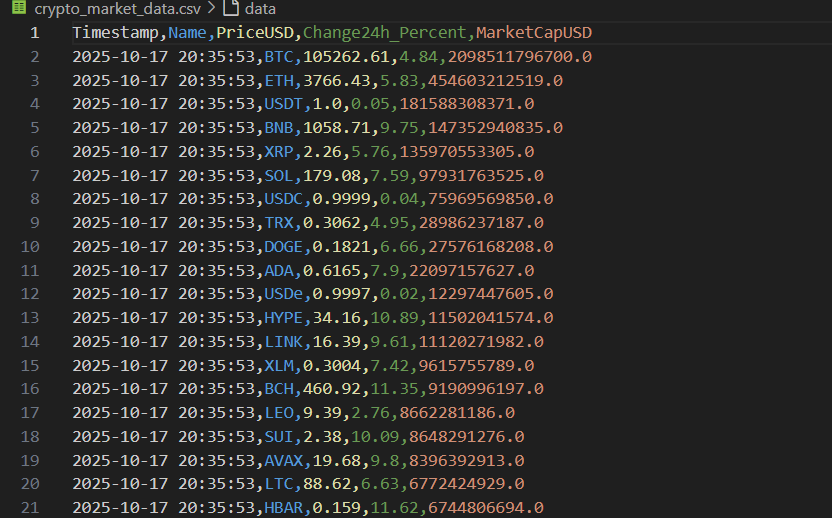 crypto_market_data.csv > data
1 Timestamp,Name,PriceUSD,Change24h_Percent,MarketCapUSD
2 2025-10-17 20:35:53,BTC,105262.61,4.84,2098511796700.0
3 2025-10-17 20:35:53,ETH,3766.43,5.83,454603212519.0
4 2025-10-17 20:35:53,USDT,1.0,0.05,181588308371.0
5 2025-10-17 20:35:53,BNB,1058.71,9.75,147352940835.0
6 2025-10-17 20:35:53,XRP,2.26,5.76,135970553305.0
7 2025-10-17 20:35:53,SOL,179.08,7.59,97931763525.0
8 2025-10-17 20:35:53,USDC,0.9999,0.04,75969569850.0
9 2025-10-17 20:35:53,TRX,0.3062,4.95,28986237187.0
10 2025-10-17 20:35:53,DOGE,0.1821,6.66,27576168208.0
11 2025-10-17 20:35:53,ADA,0.6165,7.9,22097157627.0
12 2025-10-17 20:35:53,USDe,0.9997,0.02,12297447605.0
13 2025-10-17 20:35:53,HYPE,34.16,10.89,11502041574.0
14 2025-10-17 20:35:53,LINK,16.39,9.61,11120271982.0
15 2025-10-17 20:35:53,XLM,0.3004,7.42,9615755789.0
16 2025-10-17 20:35:53,BCH,460.92,11.35,9190996197.0
17 2025-10-17 20:35:53,LEO,9.39,2.76,8662281186.0
18 2025-10-17 20:35:53,SUI,2.38,10.09,8648291276.0
19 2025-10-17 20:35:53,AVAX,19.68,9.8,8396392913.0
20 2025-10-17 20:35:53,LTC,88.62,6.63,6772424929.0
21 2025-10-17 20:35:53,HBAR,0.159,11.62,6744806694.0